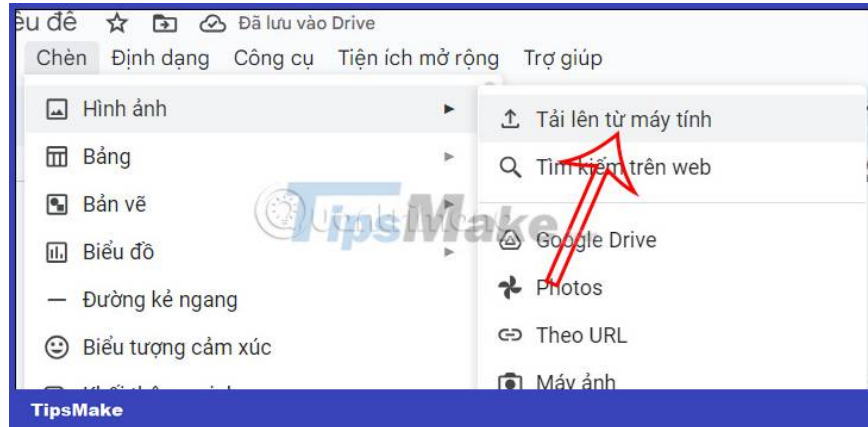 Đã lưu vào Drive
Chèn Định dạng Công cụ Tiện ích mở rộng Trợ giúp
Hình ảnh
Bảng
Bản vẽ
Biểu đồ
Đường kẻ ngang
Biểu tượng cảm xúc
Tải lên từ máy tính
Tìm kiếm trên web
Google Drive
Photos
Theo URL
Máy ảnh
TipsMake
TipsMake